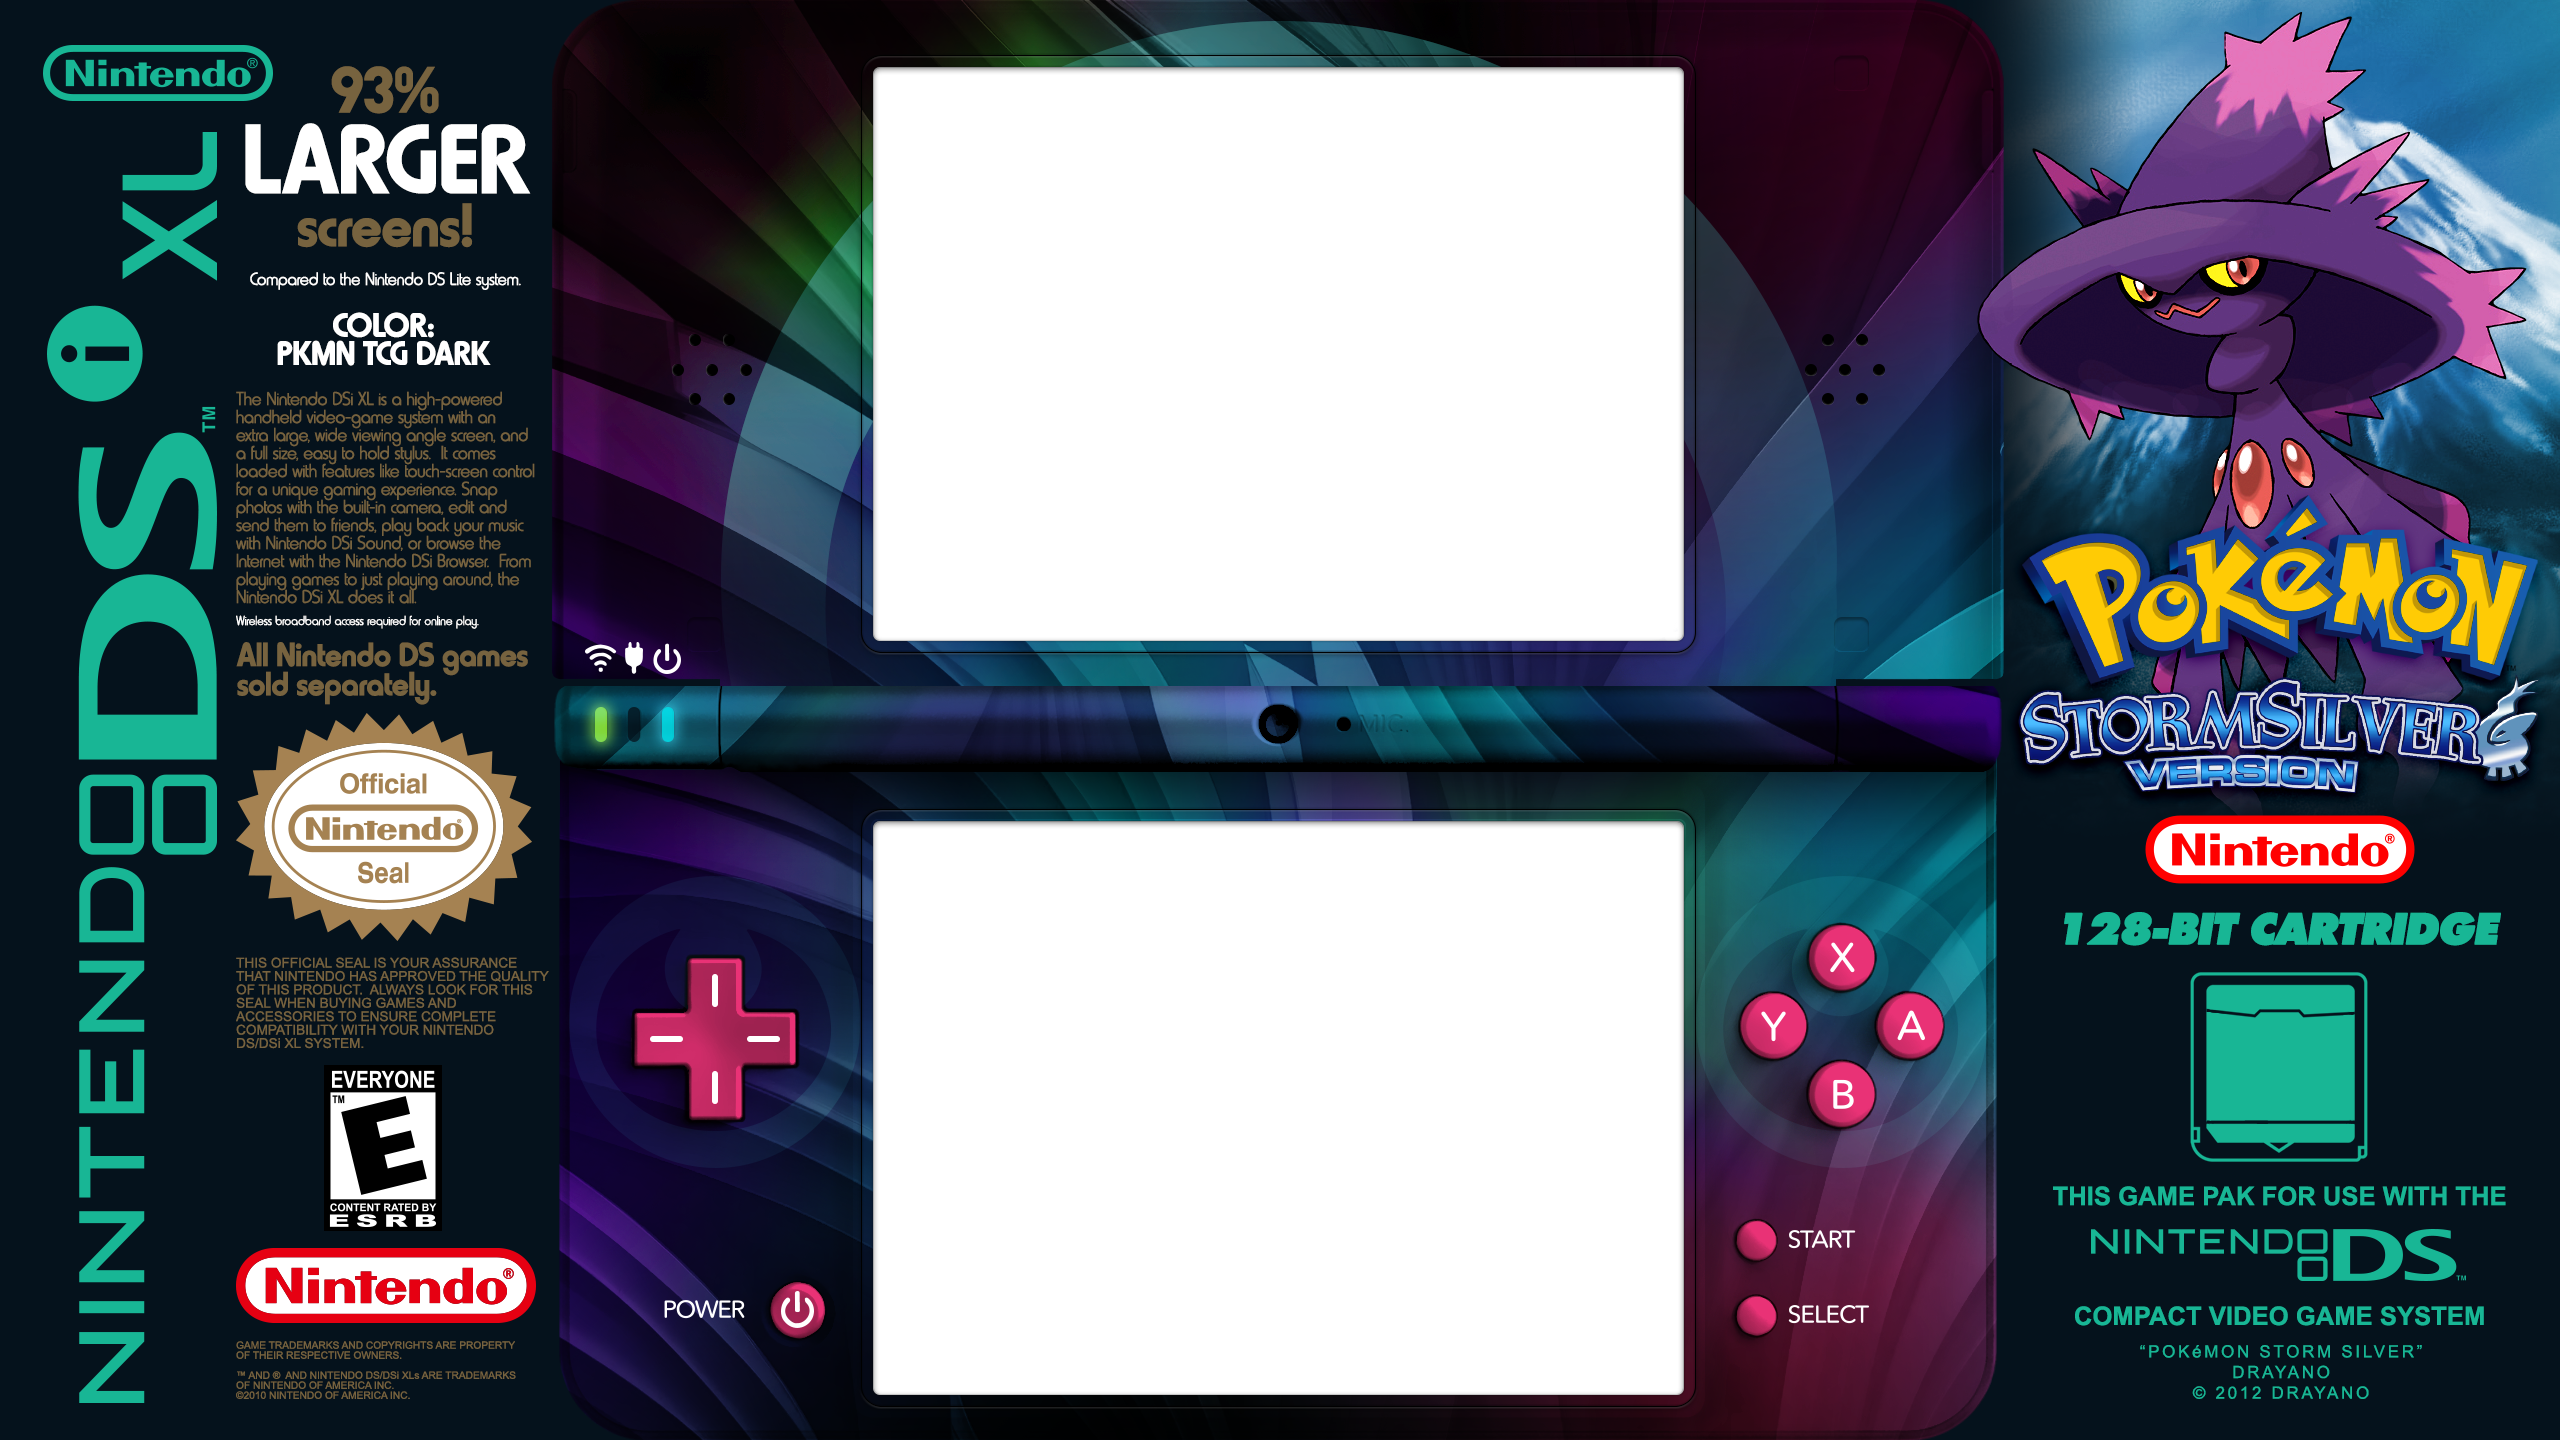 Nintendo®
NINTENDO DS i XL™
93%
LARGER
screens!
Compared to the Nintendo DS Lite system.
COLOR:
PKMN TCG DARK
The Nintendo DSi XL is a high-powered
handheld video-game system with an
extra large, wide viewing angle screen, and
a full size, easy to hold stylus. It comes
loaded with features like touch-screen control
for a unique gaming experience. Snap
photos with the built-in camera, edit and
send them to friends, play back your music
with Nintendo DSi Sound, or browse the
Internet with the Nintendo DSi Browser. From
playing games to just playing around, the
Nintendo DSi XL does it all.
Wireless broadband access required for online play.
All Nintendo DS games
sold separately.
Official
Nintendo®
Seal
THIS OFFICIAL SEAL IS YOUR ASSURANCE
THAT NINTENDO HAS APPROVED THE QUALITY
OF THIS PRODUCT. ALWAYS LOOK FOR THIS
SEAL WHEN BUYING GAMES AND
ACCESSORIES TO ENSURE COMPLETE
COMPATIBILITY WITH YOUR NINTENDO
DS/DSi XL SYSTEM.
EVERYONE
TM
E
CONTENT RATED BY
ESRB
Nintendo®
GAME TRADEMARKS AND COPYRIGHTS ARE PROPERTY
OF THEIR RESPECTIVE OWNERS.
™ AND ® AND NINTENDO DS/DSi XLs ARE TRADEMARKS
OF NINTENDO OF AMERICA INC.
©2010 NINTENDO OF AMERICA INC.
MIC.
X
Y
A
B
START
SELECT
POWER
POKéMON
STORMSILVER
VERSION
Nintendo®
128-BIT CARTRIDGE
THIS GAME PAK FOR USE WITH THE
NINTENDO DS™
COMPACT VIDEO GAME SYSTEM
“POKéMON STORM SILVER”
DRAYANO
© 2012 DRAYANO